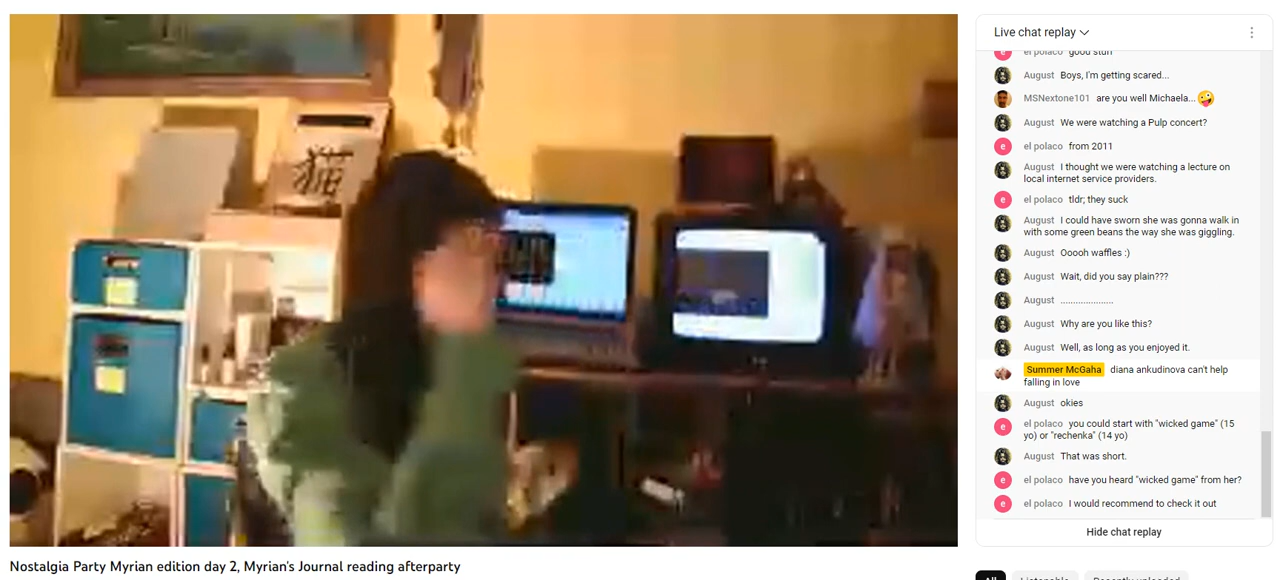 Live chat replay
el polaco good stuff
August Boys, I'm getting scared...
MSNextone101 are you well Michaela...🤪
August We were watching a Pulp concert?
e el polaco from 2011
August I thought we were watching a lecture on
local internet service providers.
e el polaco tldr; they suck
August I could have sworn she was gonna walk in
with some green beans the way she was giggling.
August Ooooh waffles :)
August Wait, did you say plain???
August .....................
August Why are you like this?
August Well, as long as you enjoyed it.
Summer McGaha diana ankudinova can't help
falling in love
August okies
e el polaco you could start with "wicked game" (15
yo) or "rechenka" (14 yo)
August That was short.
e el polaco have you heard "wicked game" from her?
e el polaco I would recommend to check it out
Hide chat replay
猫
Nostalgia Party Myrian edition day 2, Myrian's Journal reading afterparty
All Listenable Recently uploaded